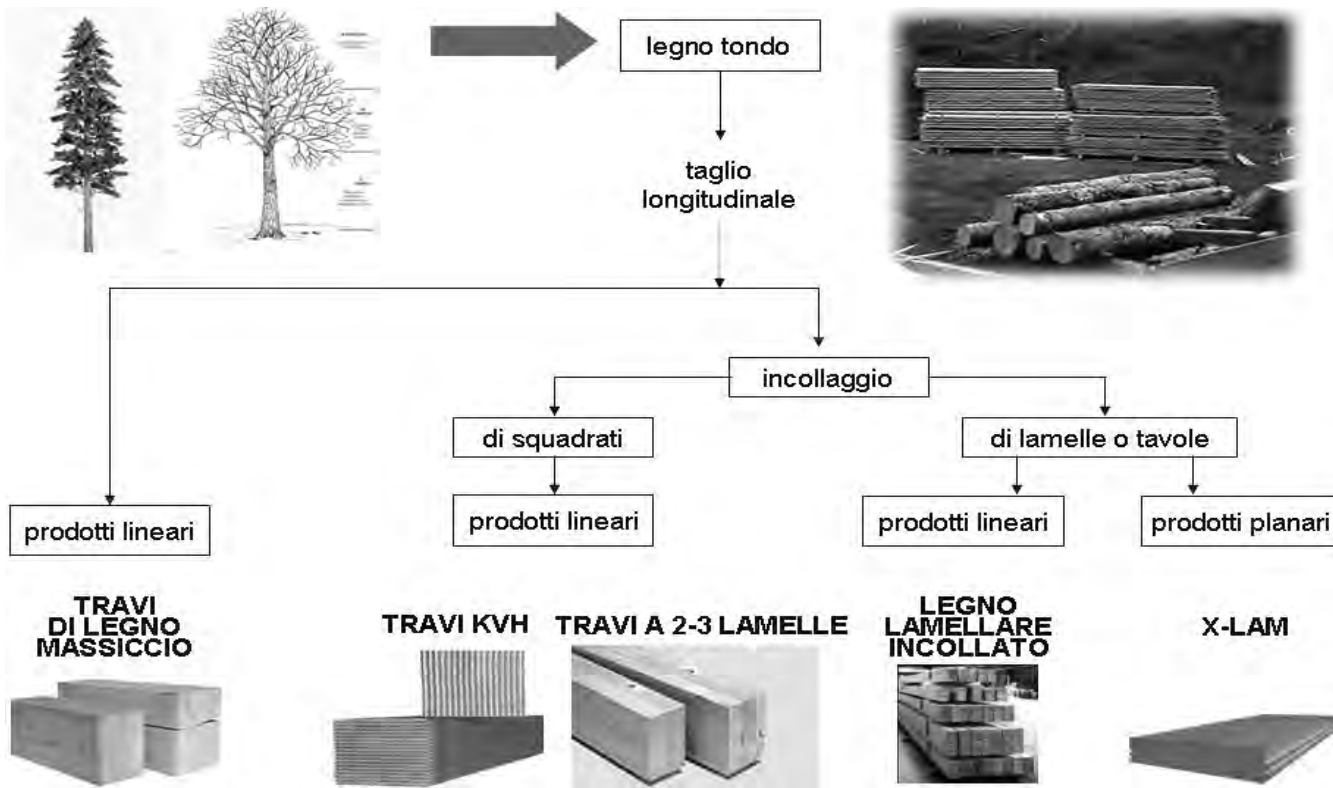 legno tondo
taglio
longitudinale
incollaggio
di squadrati
di lamelle o tavole
prodotti lineari
prodotti lineari
prodotti lineari
prodotti planari
TRAVI
DI LEGNO
MASSICCIO
TRAVI KVH
TRAVI A 2-3 LAMELLE
LEGNO
LAMELLARE
INCOLLATO
X-LAM